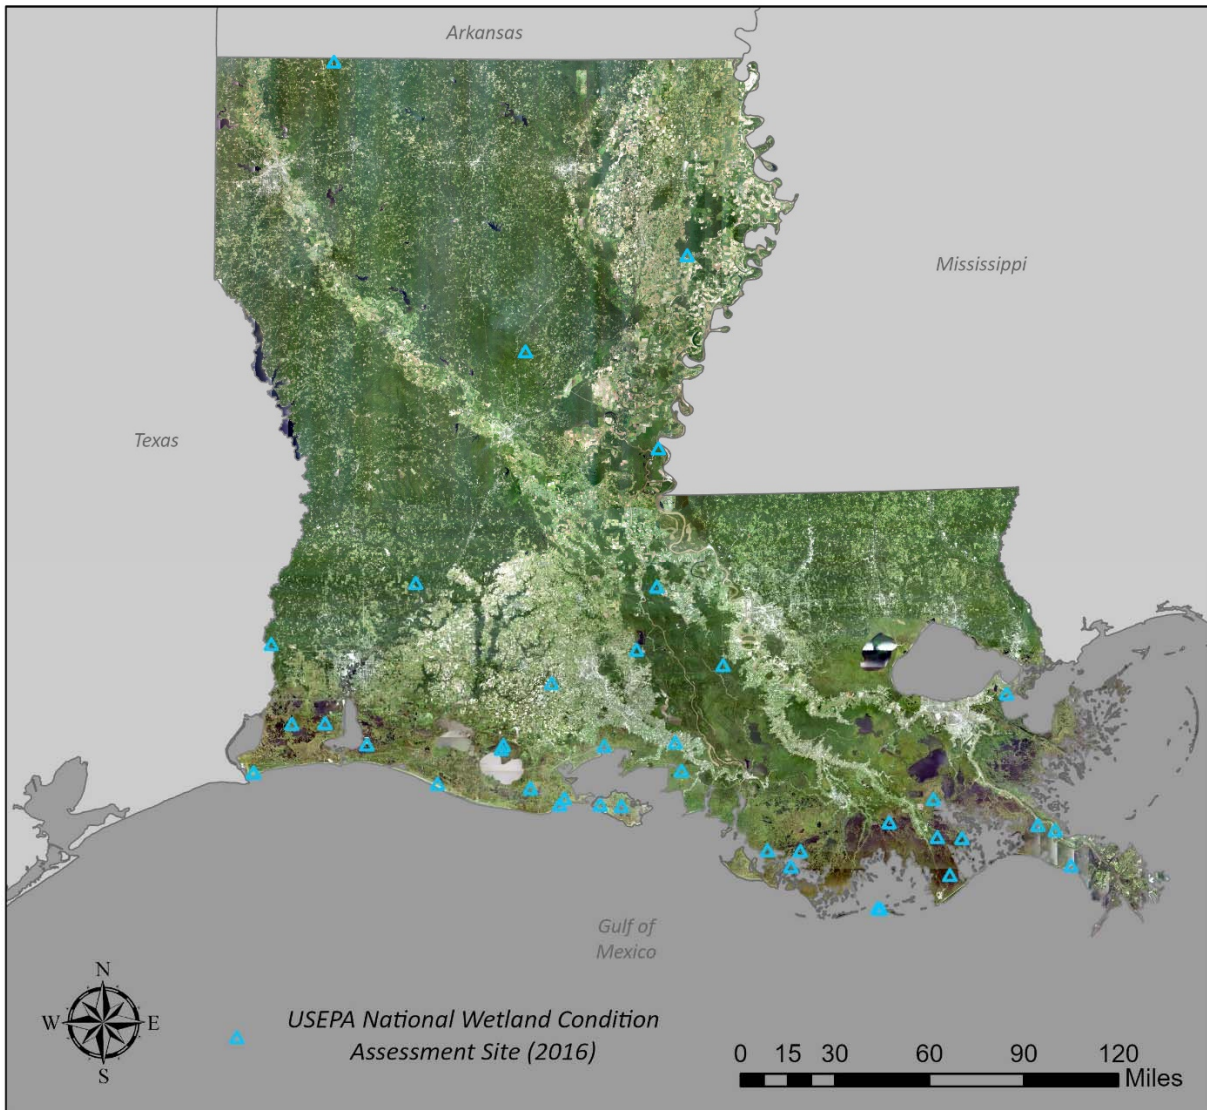 Arkansas
Mississippi
Texas
Gulf of
Mexico
N
W E
S
USEPA National Wetland Condition
Assessment Site (2016)
0 15 30 60 90 120
Miles